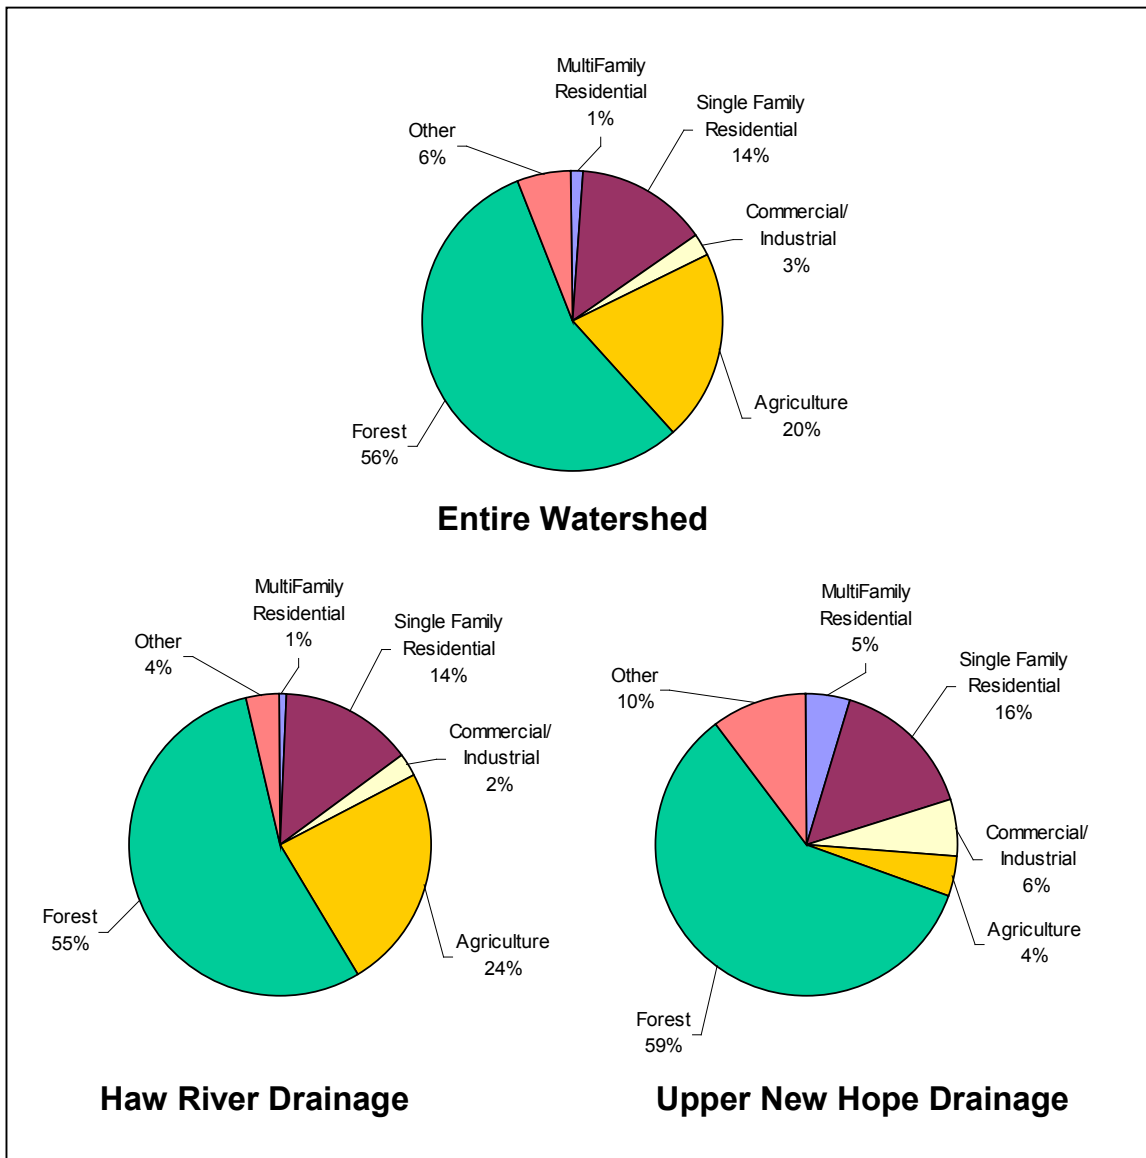 MultiFamily
Residential
1%
Single Family
Residential
14%
Commercial/
Industrial
3%
Agriculture
20%
Forest
56%
Other
6%
Entire Watershed
MultiFamily
Residential
1%
Single Family
Residential
14%
Commercial/
Industrial
2%
Agriculture
24%
Forest
55%
Other
4%
Haw River Drainage
MultiFamily
Residential
5%
Single Family
Residential
16%
Commercial/
Industrial
6%
Agriculture
4%
Forest
59%
Other
10%
Upper New Hope Drainage